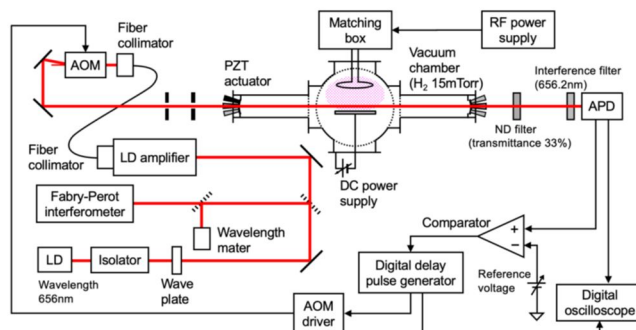 Fiber
collimator
AOM
Matching
box
RF power
supply
PZT
actuator
Vacuum
chamber
(H2 15mTorr)
Interference filter
(656.2nm)
APD
ND filter
(transmittance 33%)
Fiber
collimator
LD amplifier
DC power
supply
Fabry-Perot
interferometer
Wavelength
mater
Comparator
+
−
LD
Isolator
Wavelength
656nm
Wave
plate
Digital delay
pulse generator
Reference
voltage
Digital
oscilloscope
AOM
driver